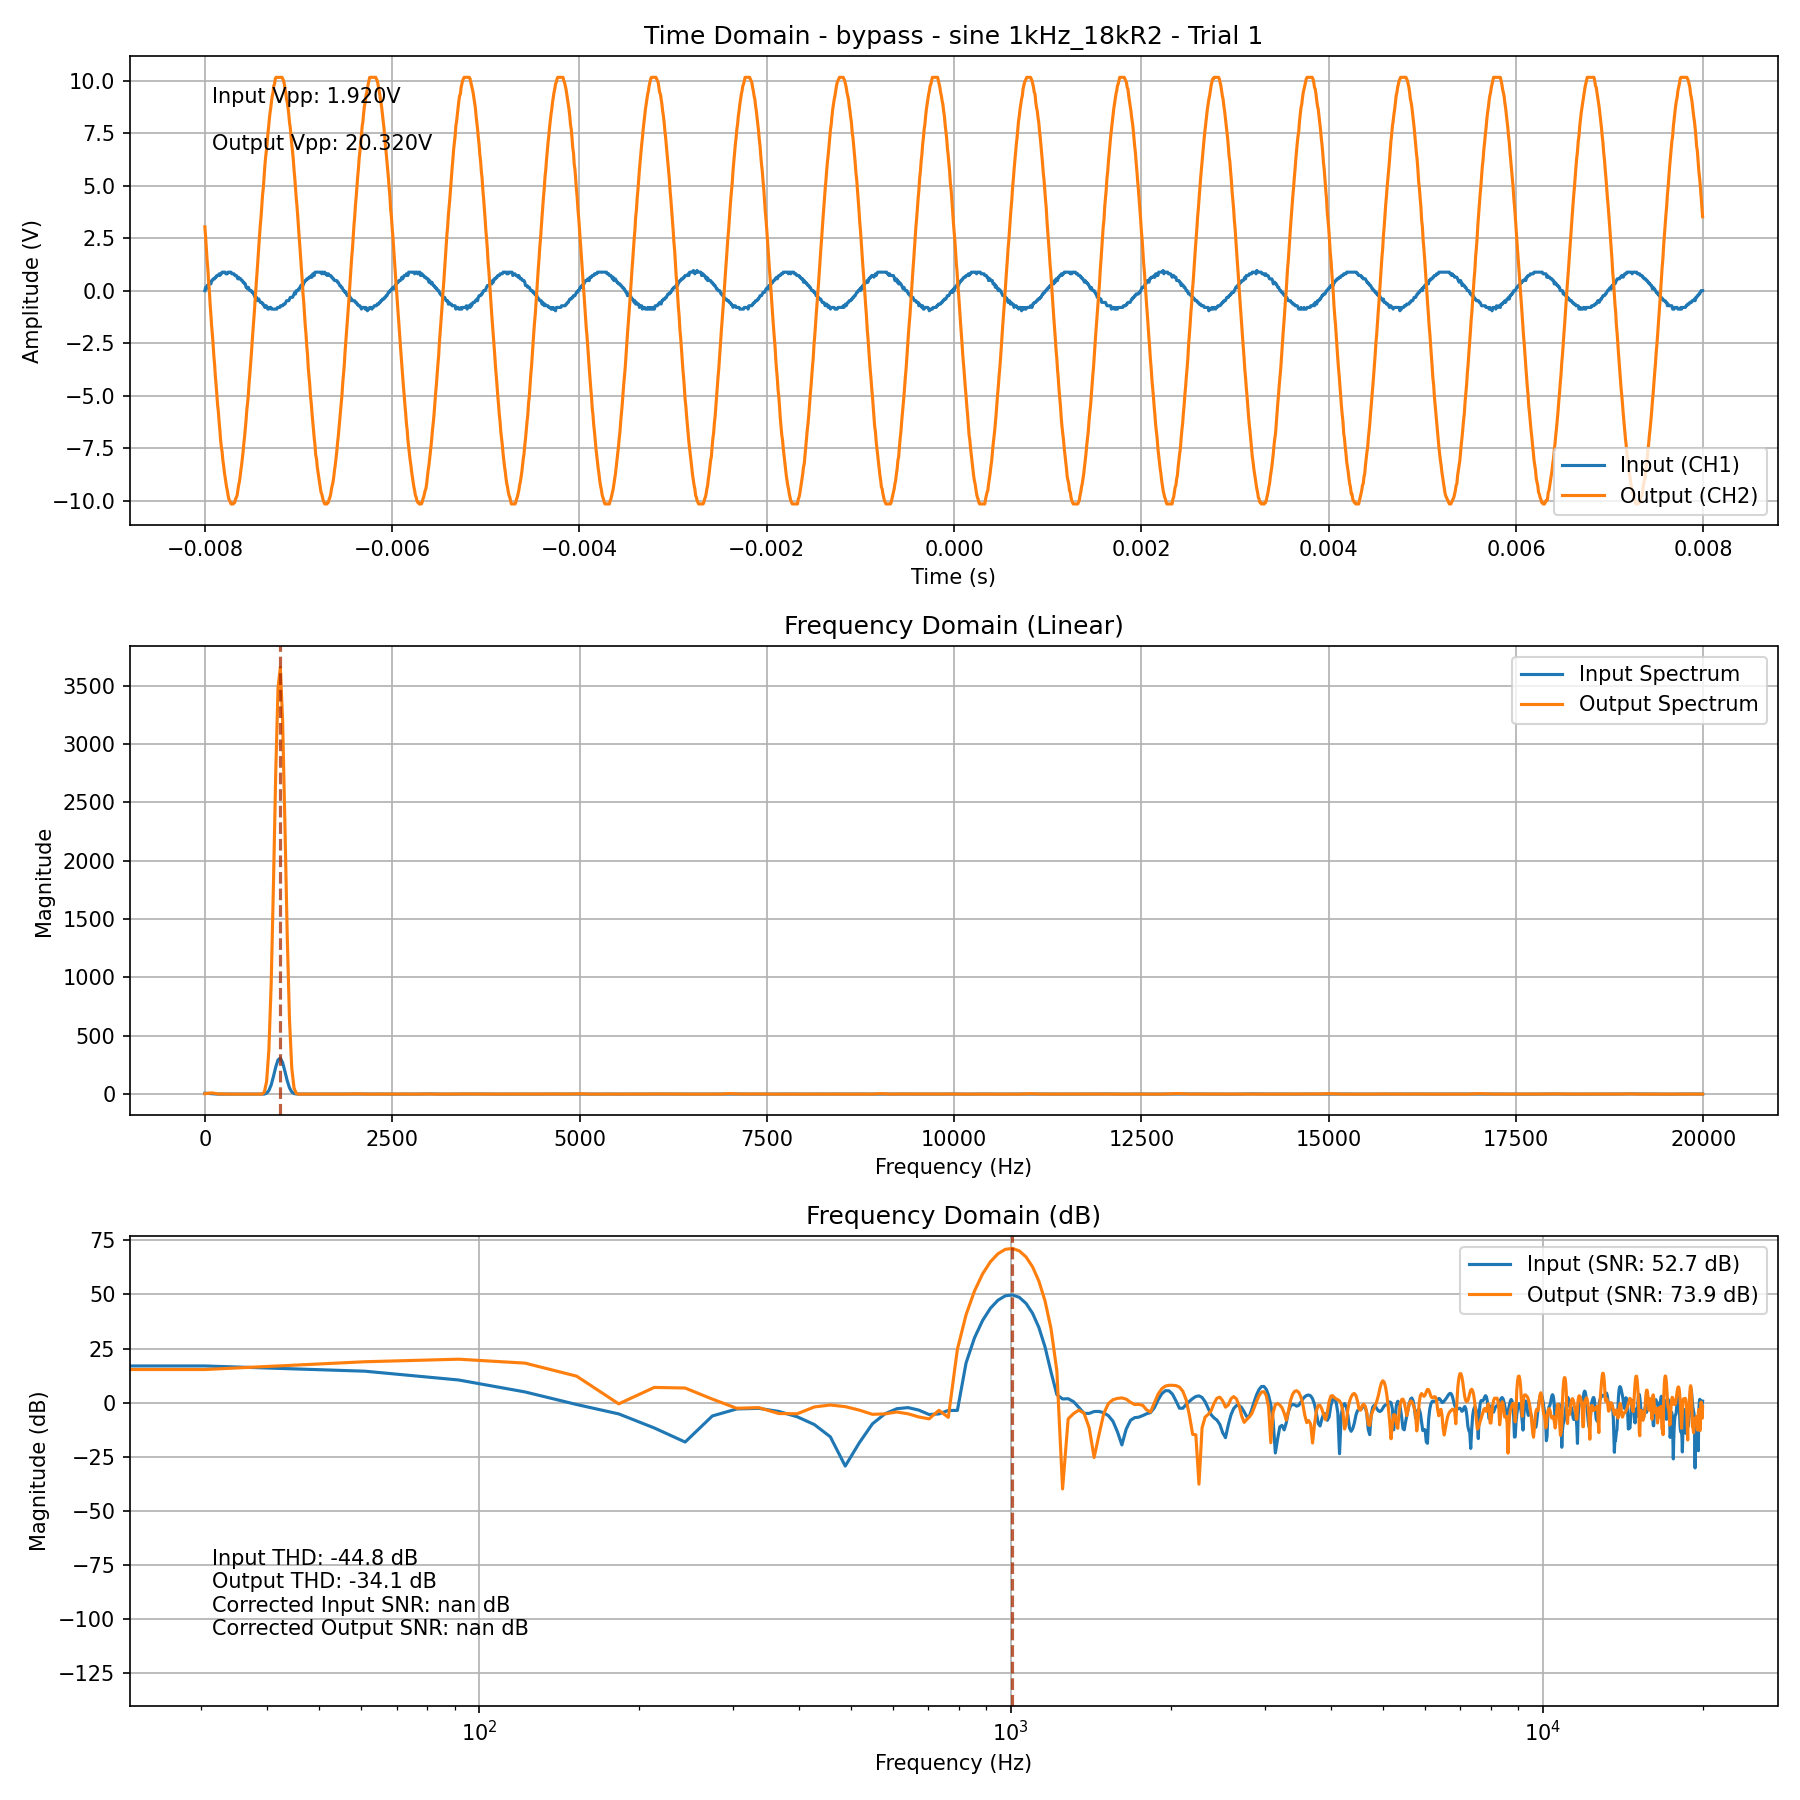 Time Domain - bypass - sine 1kHz_18kR2 - Trial 1
Amplitude (V)
10.0
7.5
5.0
2.5
0.0
−2.5
−5.0
−7.5
−10.0
Input Vpp: 1.920V
Output Vpp: 20.320V
Input (CH1)
Output (CH2)
−0.008 −0.006 −0.004 −0.002 0.000 0.002 0.004 0.006 0.008
Time (s)
Frequency Domain (Linear)
Magnitude
3500
3000
2500
2000
1500
1000
500
0
Input Spectrum
Output Spectrum
0 2500 5000 7500 10000 12500 15000 17500 20000
Frequency (Hz)
Frequency Domain (dB)
Magnitude (dB)
75
50
25
0
−25
−50
−75
−100
−125
Input (SNR: 52.7 dB)
Output (SNR: 73.9 dB)
Input THD: -44.8 dB
Output THD: -34.1 dB
Corrected Input SNR: nan dB
Corrected Output SNR: nan dB
10² 10³ 10⁴
Frequency (Hz)